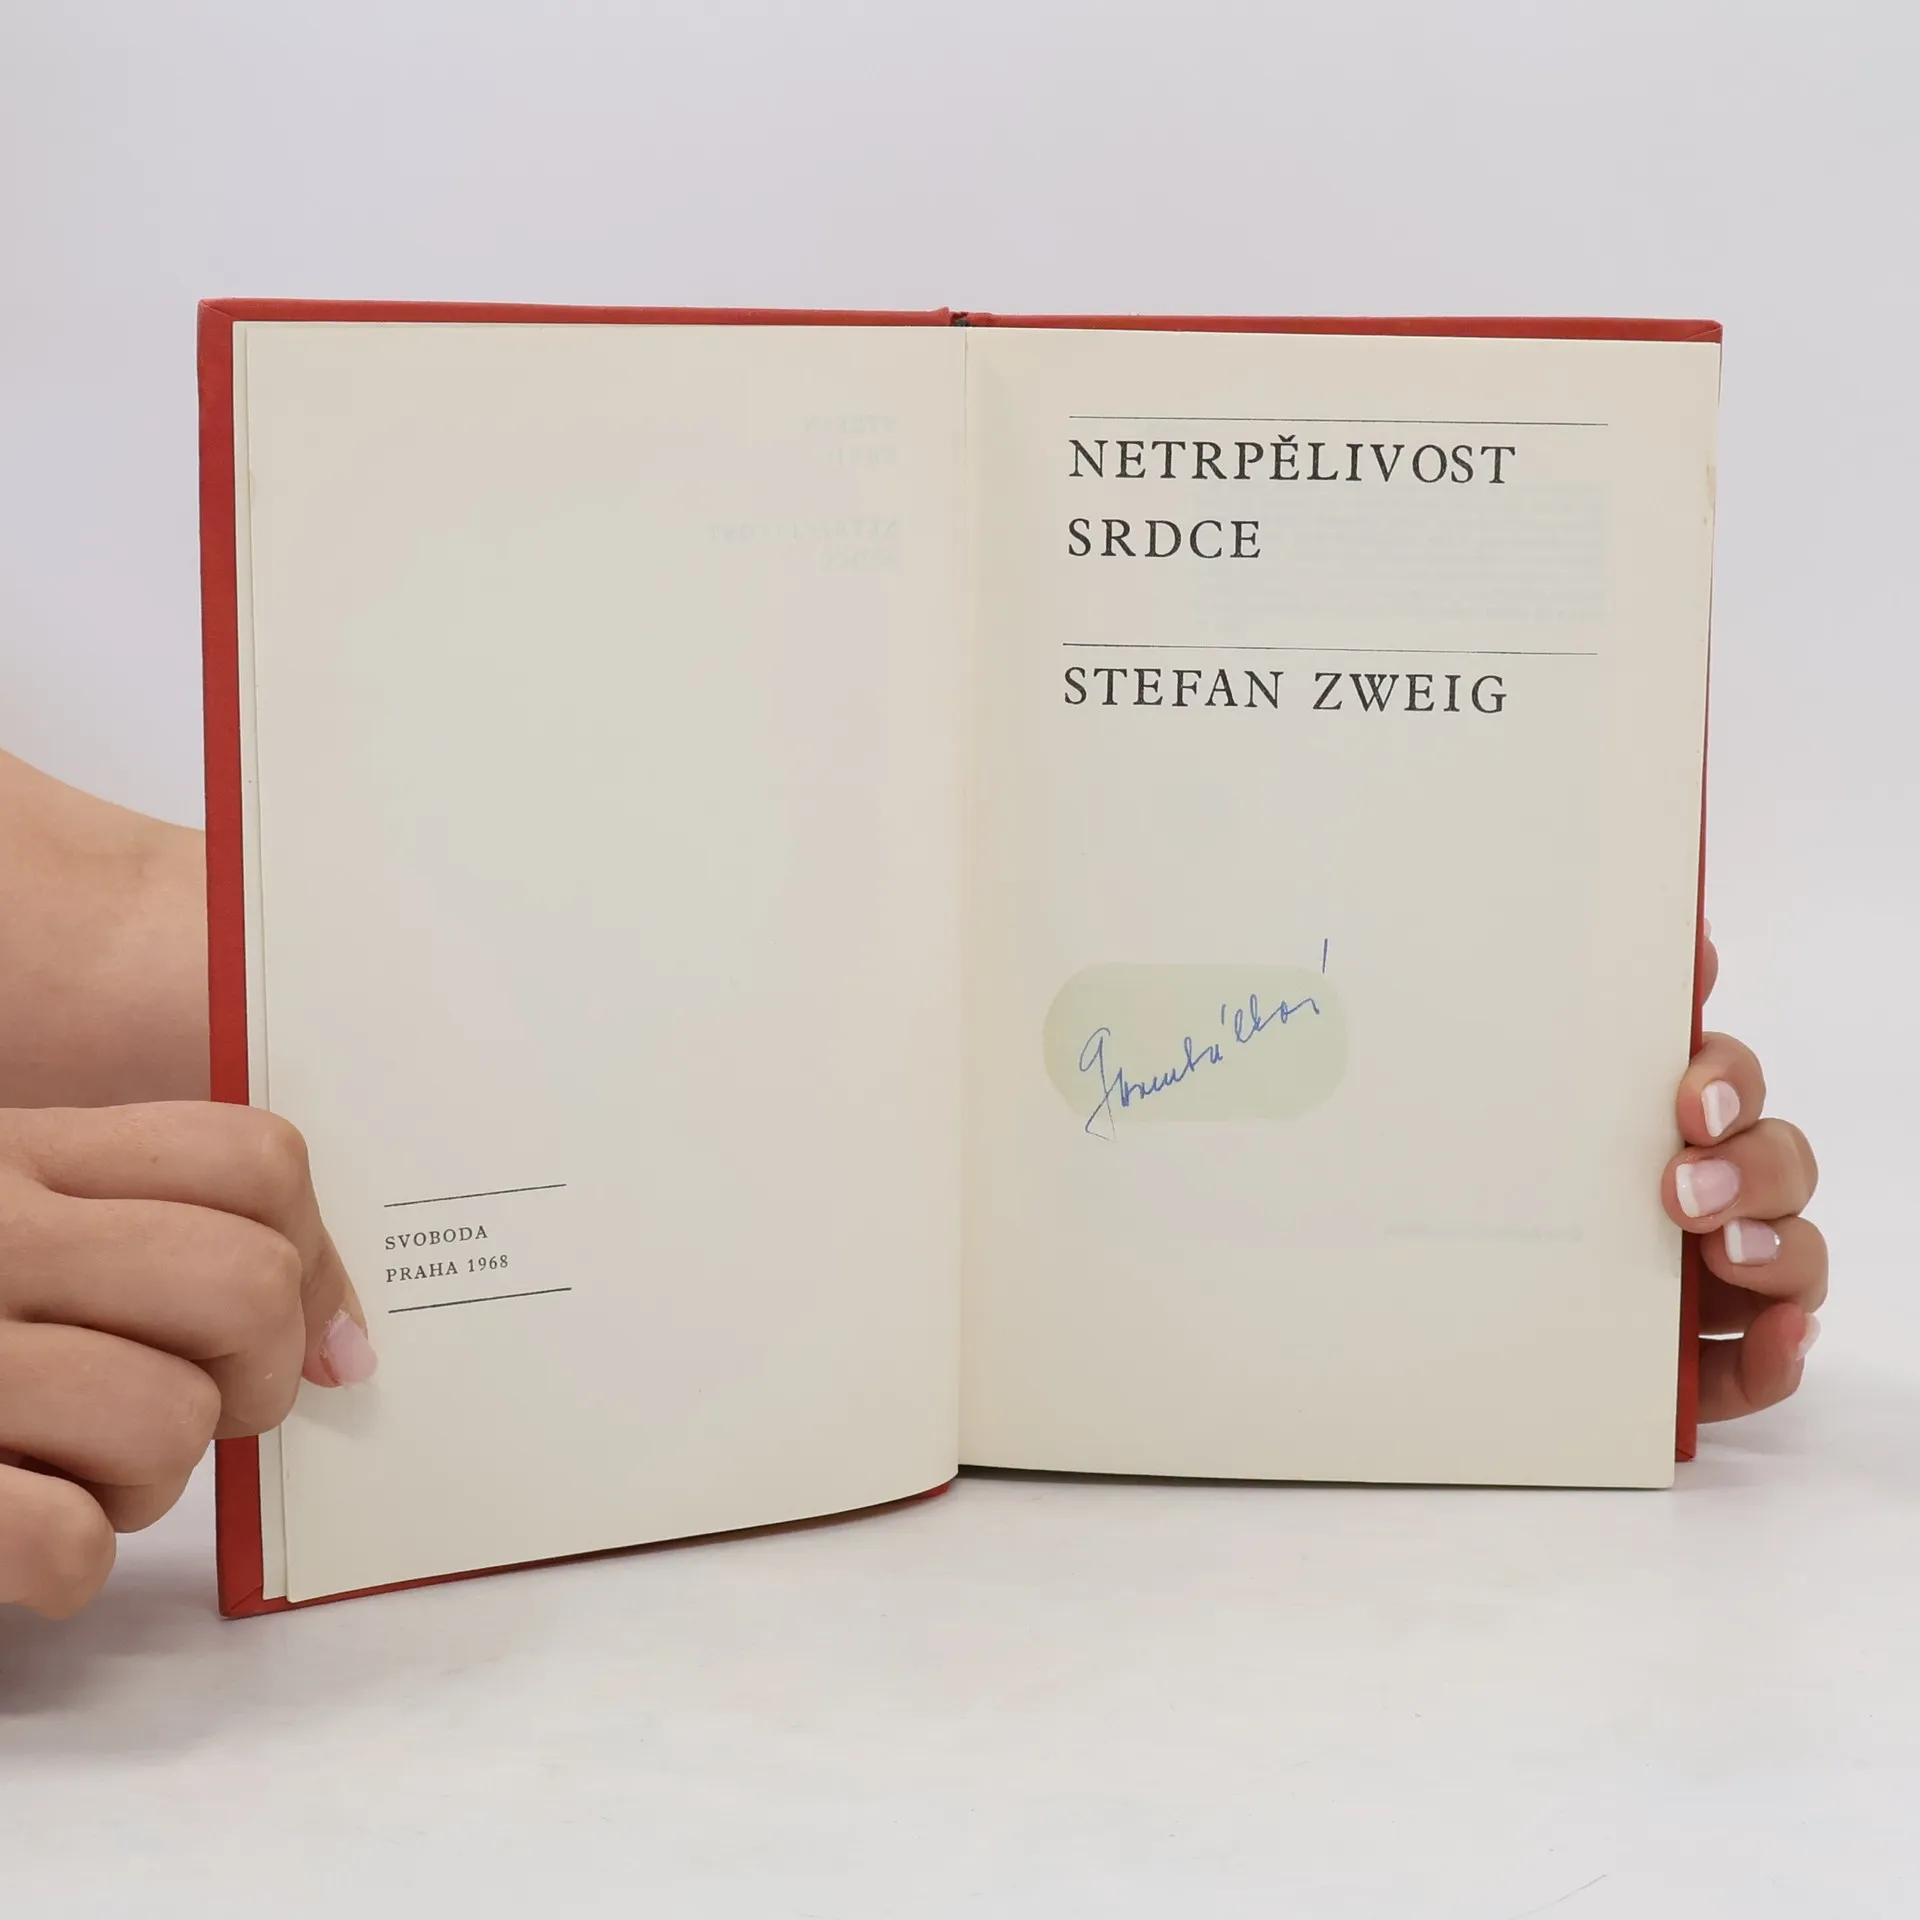 SVOBODA
PRAHA 1968
NETRPĚLIVOST
SRDCE
STEFAN ZWEIG